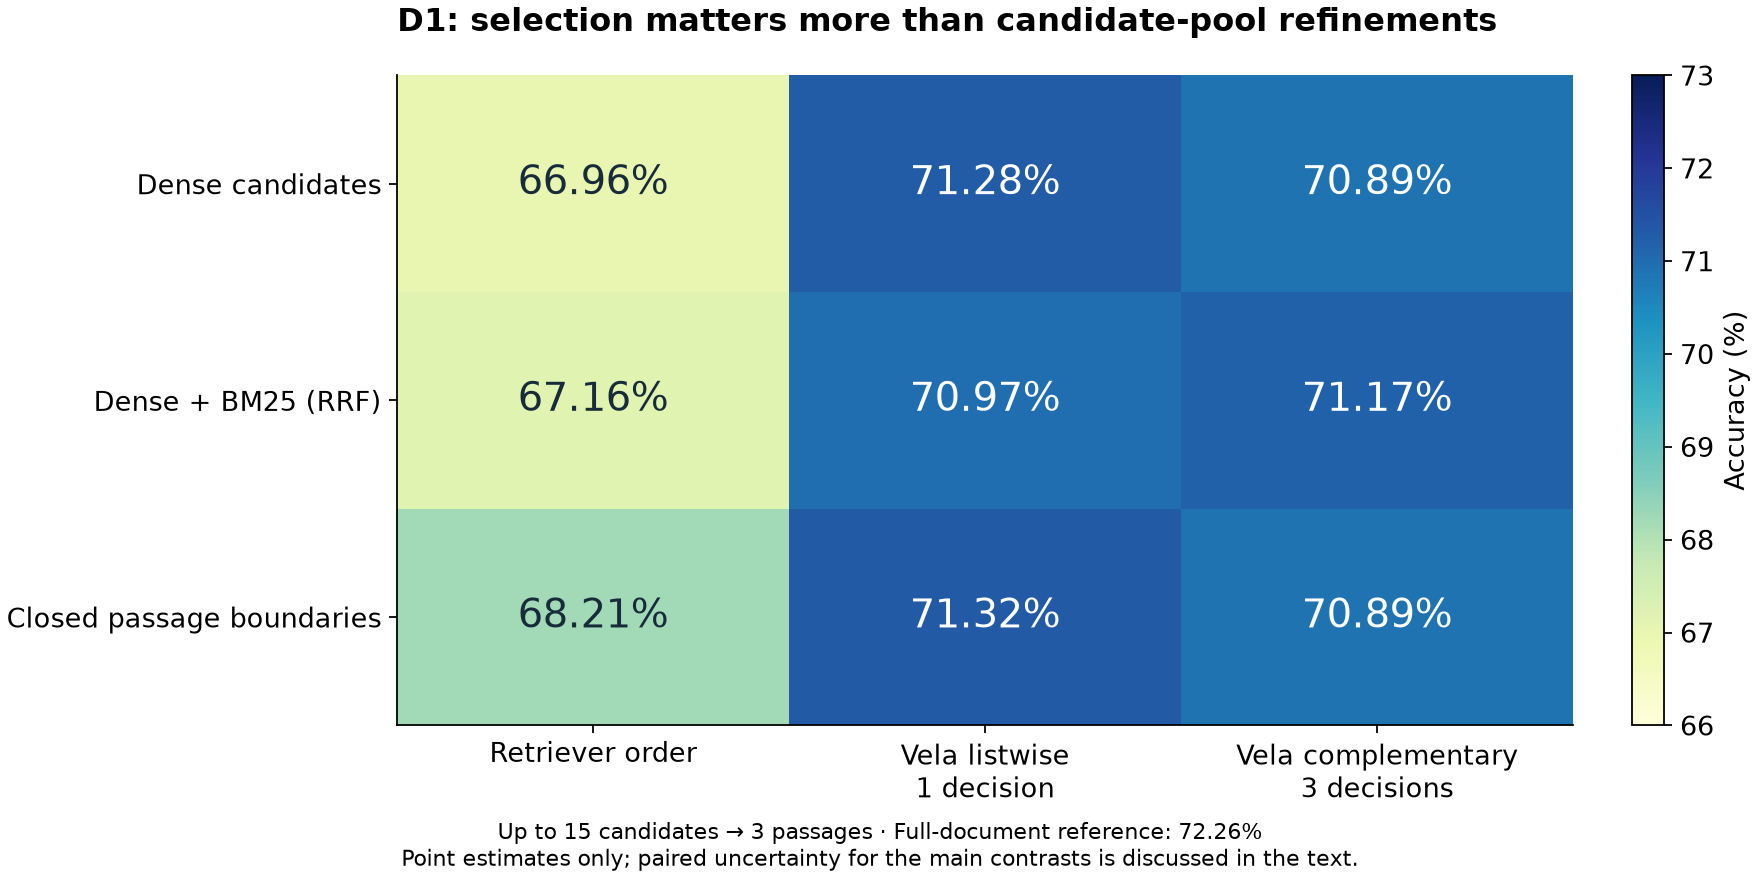 D1: selection matters more than candidate-pool refinements
Dense candidates
66.96%
71.28%
70.89%
Dense + BM25 (RRF)
67.16%
70.97%
71.17%
Closed passage boundaries
68.21%
71.32%
70.89%
Retriever order
Vela listwise
1 decision
Vela complementary
3 decisions
73
72
71
70
69
68
67
66
Accuracy (%)
Up to 15 candidates → 3 passages · Full-document reference: 72.26%
Point estimates only; paired uncertainty for the main contrasts is discussed in the text.